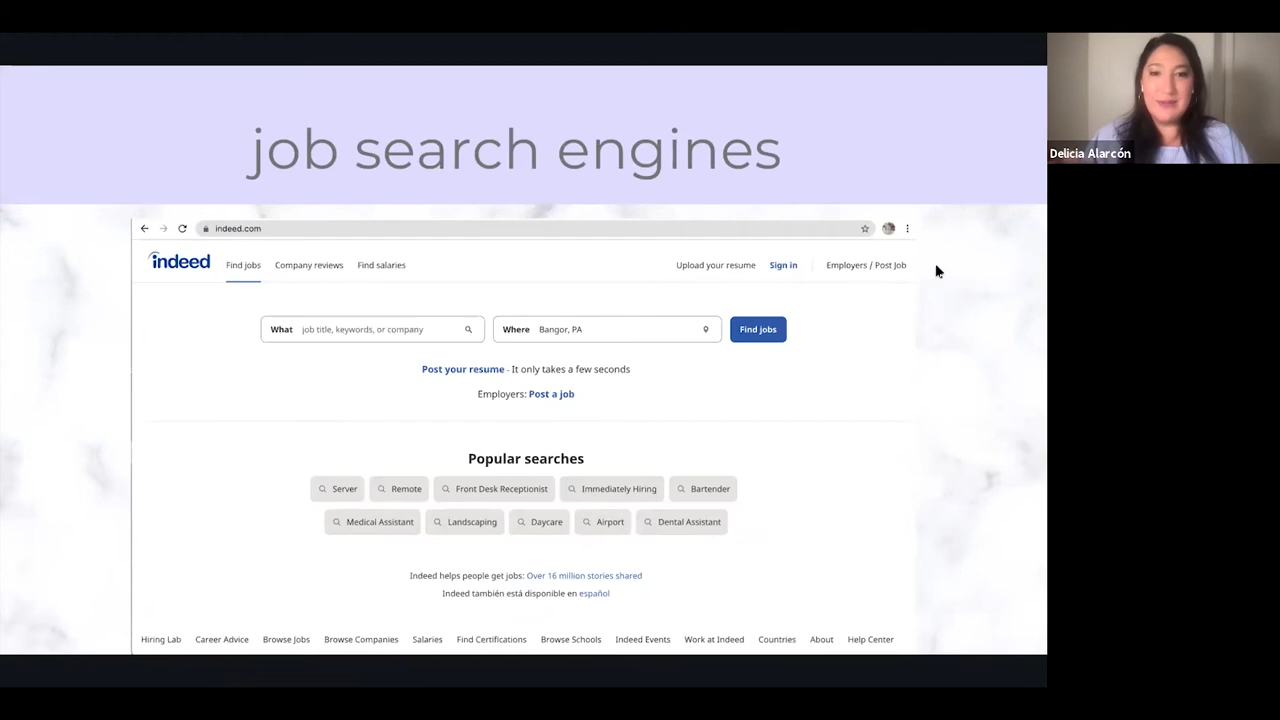 job search engines
Delicia Alarcón
indeed.com
indeed Find jobs Company reviews Find salaries Upload your resume Sign in Employers / Post Job
What job title, keywords, or company Where Bangor, PA Find jobs
Post your resume - It only takes a few seconds
Employers: Post a job
Popular searches
Server Remote Front Desk Receptionist Immediately Hiring Bartender
Medical Assistant Landscaping Daycare Airport Dental Assistant
Indeed helps people get jobs: Over 16 million stories shared
Indeed también está disponible en español
Hiring Lab Career Advice Browse Jobs Browse Companies Salaries Find Certifications Browse Schools Indeed Events Work at Indeed Countries About Help Center